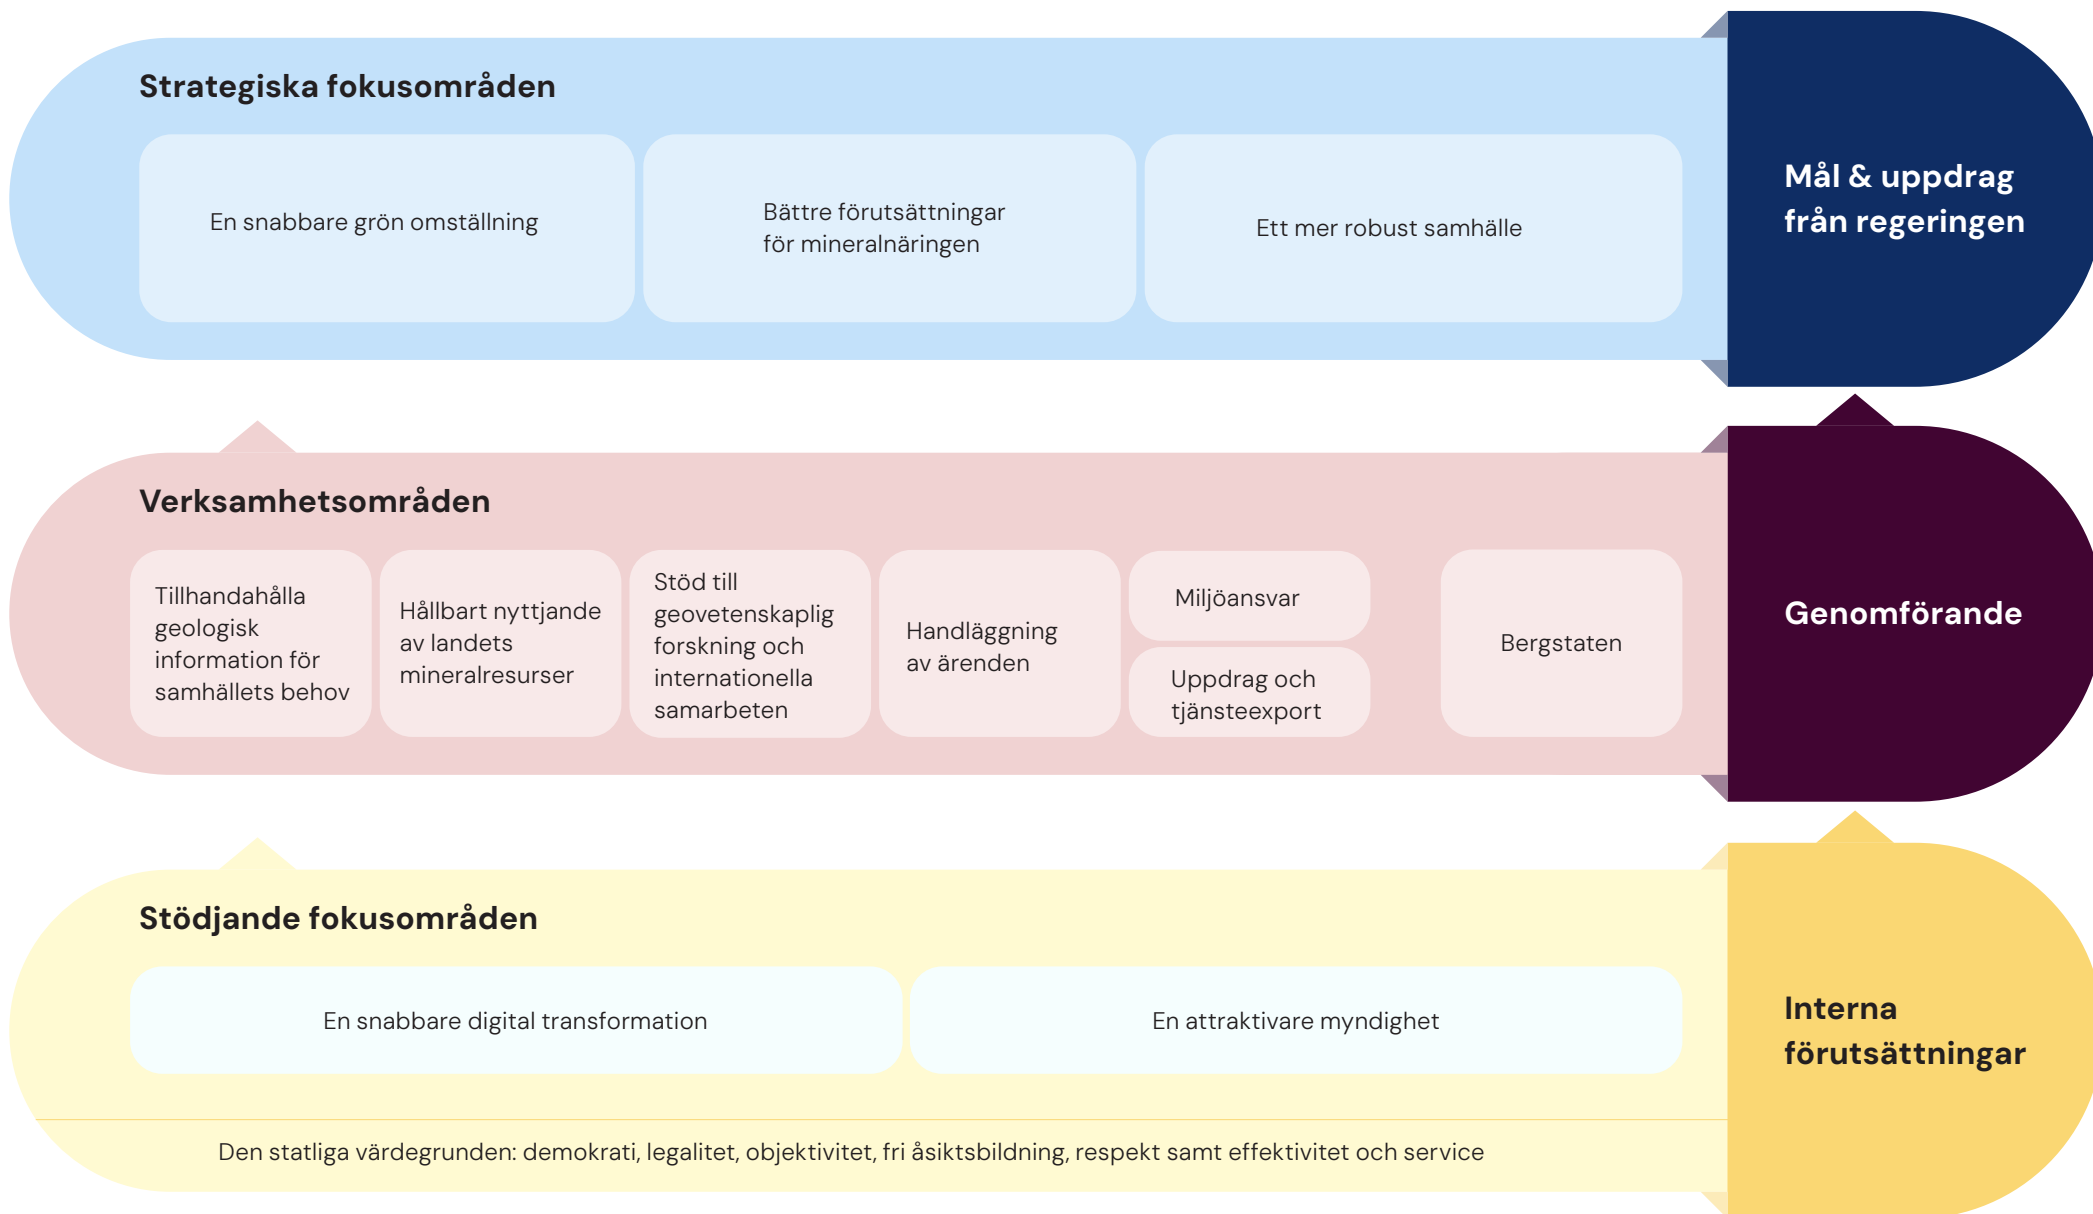 Strategiska fokusområden
En snabbare grön omställning
Bättre förutsättningar
för mineralnäringen
Ett mer robust samhälle
Mål & uppdrag
från regeringen
Verksamhetsområden
Tillhandahålla
geologisk
information för
samhällets behov
Hållbart nyttjande
av landets
mineralresurser
Stöd till
geovetenskaplig
forskning och
internationella
samarbeten
Handläggning
av ärenden
Miljöansvar
Uppdrag och
tjänsteexport
Bergstaten
Genomförande
Stödjande fokusområden
En snabbare digital transformation
En attraktivare myndighet
Interna
förutsättningar
Den statliga värdegrunden: demokrati, legalitet, objektivitet, fri åsiktsbildning, respekt samt effektivitet och service